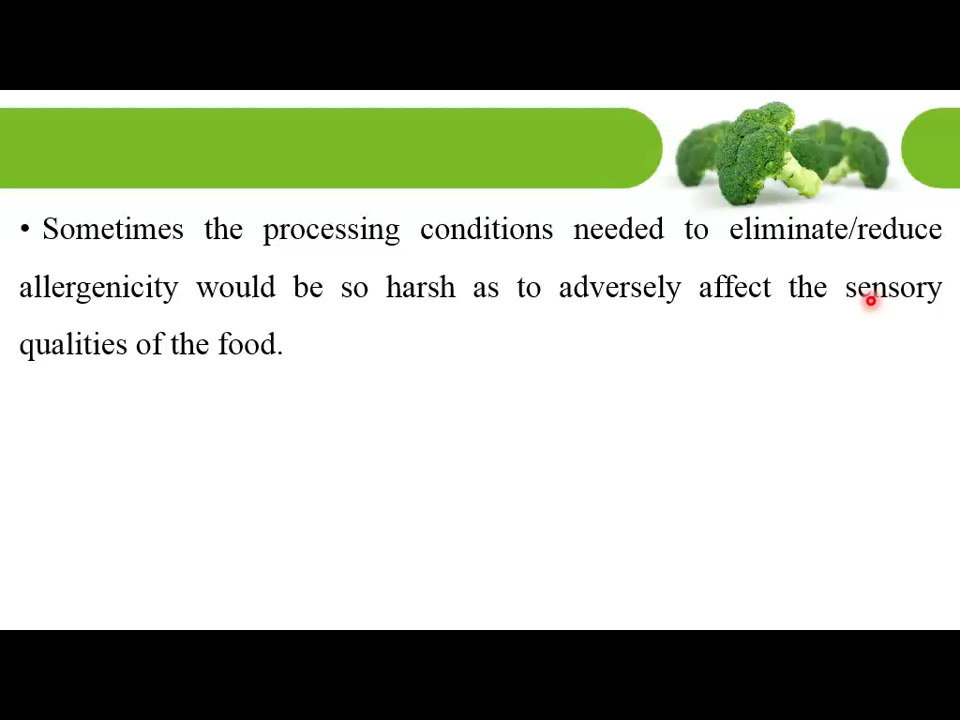 • Sometimes the processing conditions needed to eliminate/reduce
allergenicity would be so harsh as to adversely affect the sensory
qualities of the food.